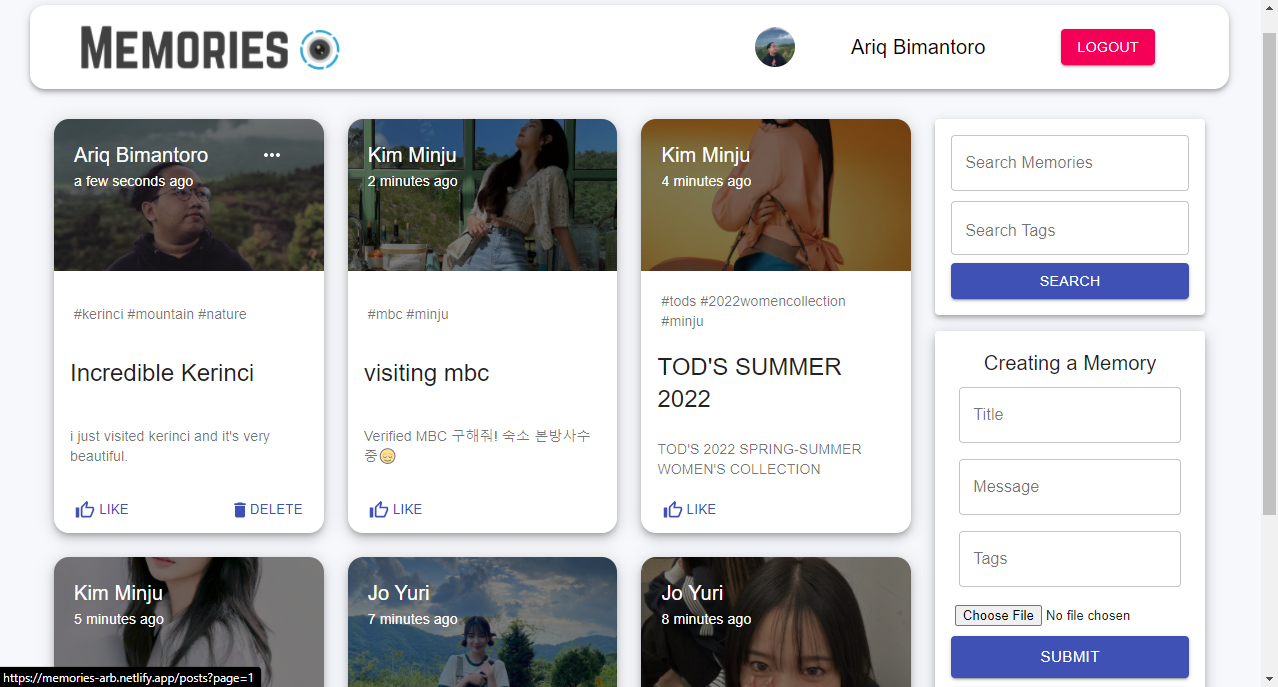 MEMORIES
Ariq Bimantoro
LOGOUT
Ariq Bimantoro
a few seconds ago
#kerinci #mountain #nature
Incredible Kerinci
i just visited kerinci and it's very
beautiful.
LIKE
DELETE
Kim Minju
2 minutes ago
#mbc #minju
visiting mbc
Verified MBC 구해줘! 숙소 본방사수
중😌
LIKE
Kim Minju
4 minutes ago
#tods #2022womencollection
#minju
TOD'S SUMMER
2022
TOD'S 2022 SPRING-SUMMER
WOMEN'S COLLECTION
LIKE
Kim Minju
5 minutes ago
Jo Yuri
7 minutes ago
Jo Yuri
8 minutes ago
Search Memories
Search Tags
SEARCH
Creating a Memory
Title
Message
Tags
Choose File No file chosen
SUBMIT
https://memories-arb.netlify.app/posts?page=1